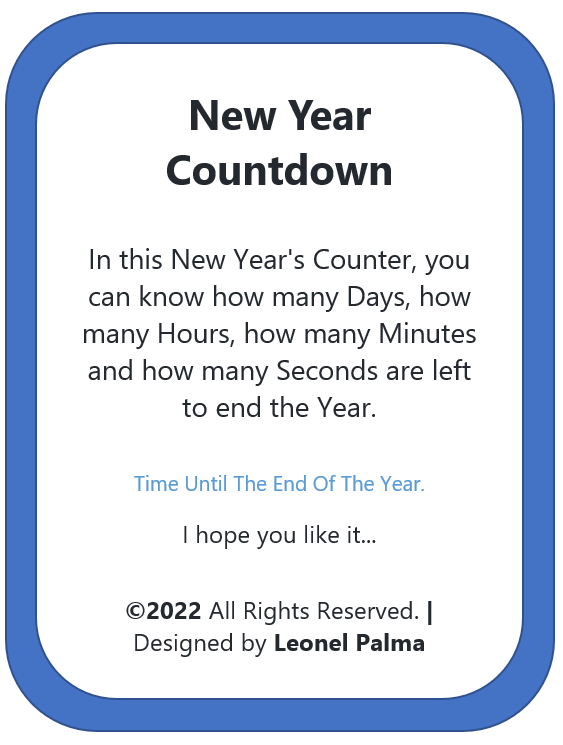 New Year
Countdown
In this New Year's Counter, you
can know how many Days, how
many Hours, how many Minutes
and how many Seconds are left
to end the Year.
Time Until The End Of The Year.
I hope you like it...
©2022 All Rights Reserved. |
Designed by Leonel Palma